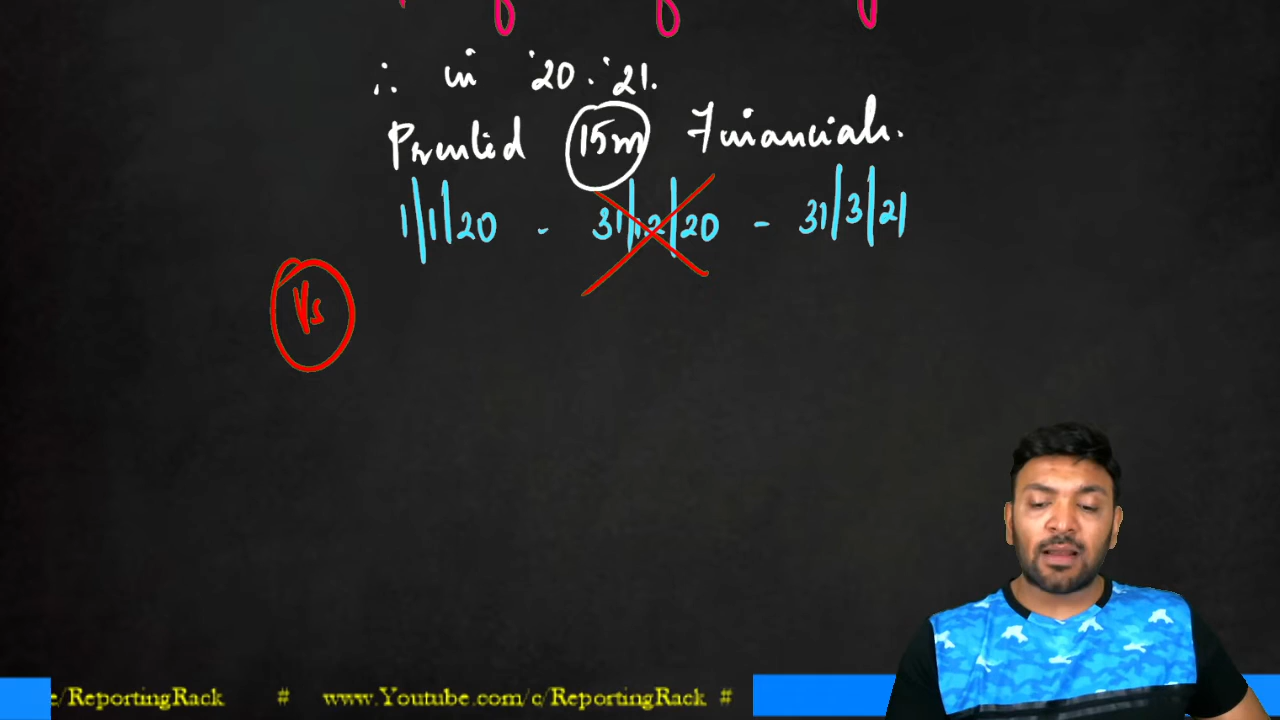 ∴ in '20-'21.
Presented 15m Financials.
1/1/20 - 31/12/20 - 31/3/21
Vs
e/ReportingRack # www.Youtube.com/c/ReportingRack #